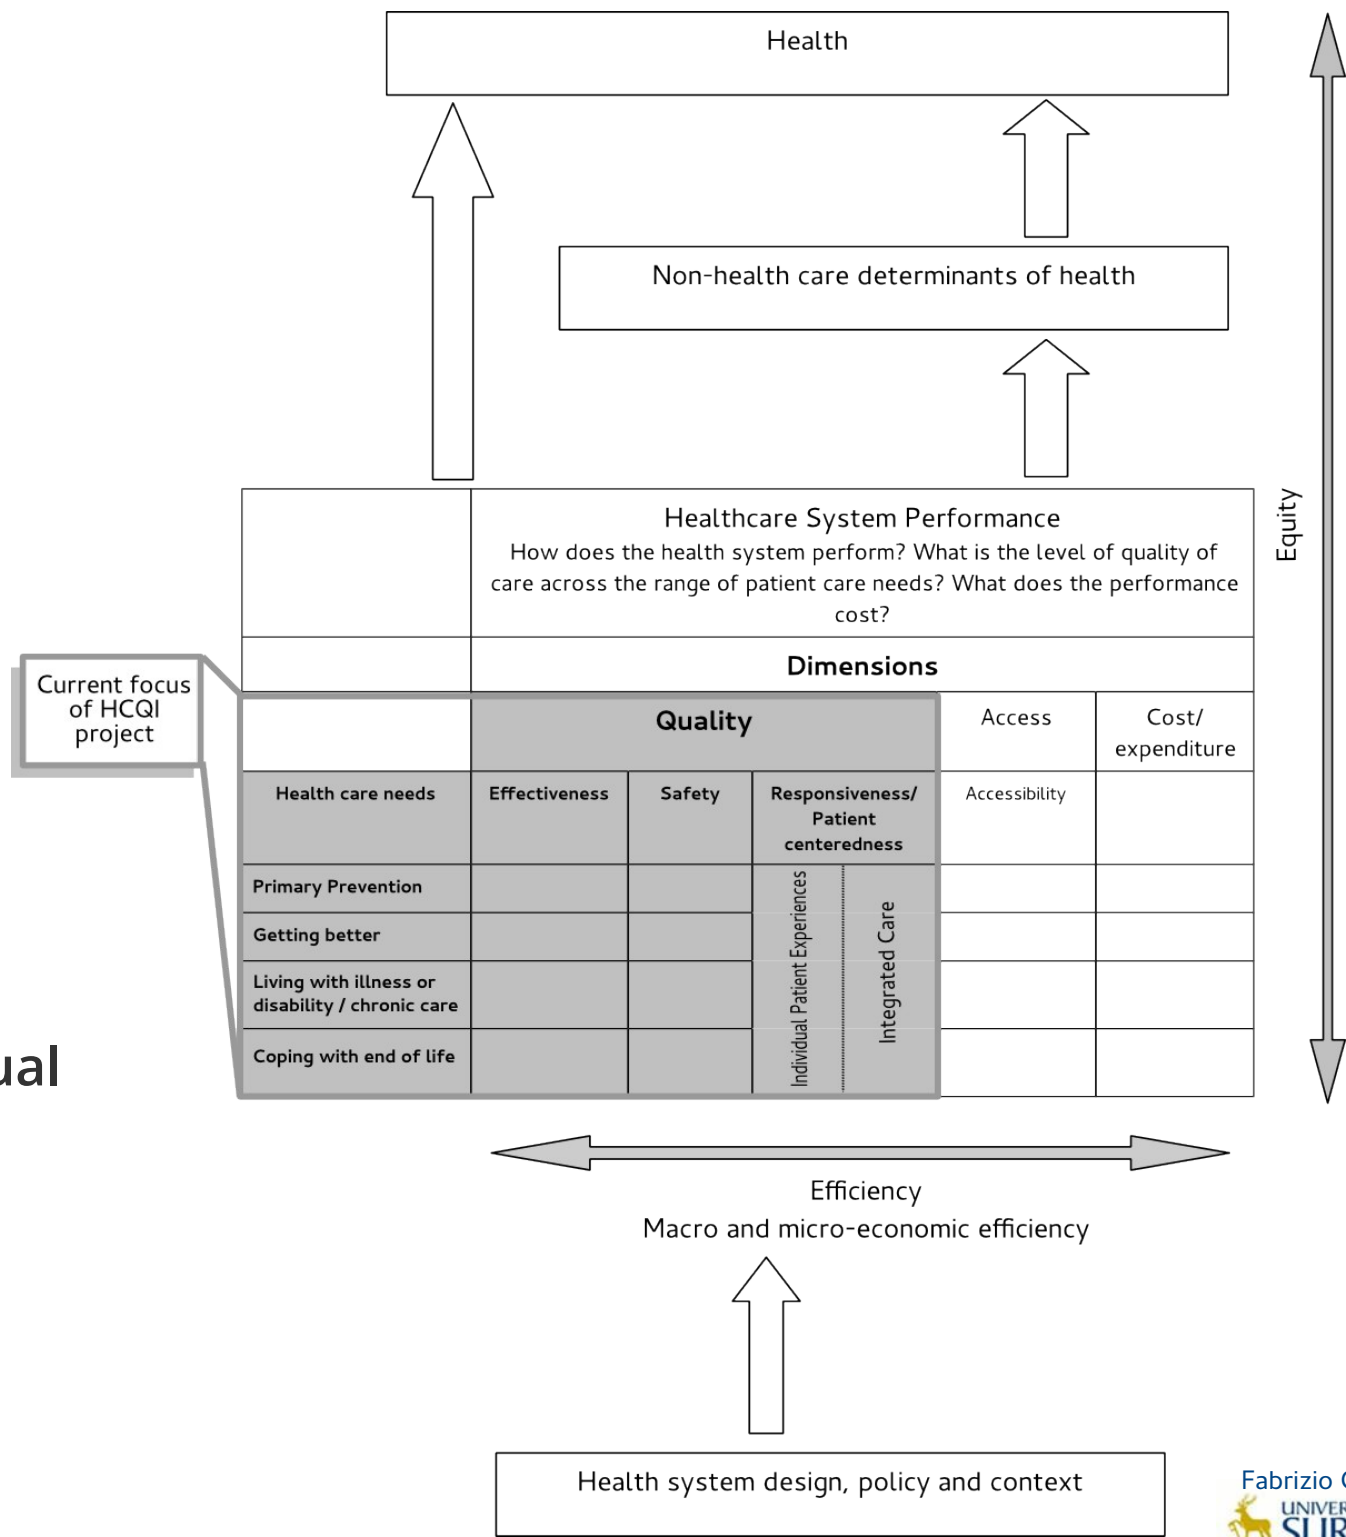 Health
Non-health care determinants of health
Healthcare System Performance
How does the health system perform? What is the level of quality of
care across the range of patient care needs? What does the performance
cost?
Equity
Dimensions
Current focus
of HCQI
project
Quality
Access
Cost/
expenditure
Health care needs
Effectiveness
Safety
Responsiveness/
Patient
centeredness
Accessibility
Primary Prevention
Getting better
Living with illness or
disability / chronic care
Coping with end of life
Individual Patient Experiences
Integrated Care
Efficiency
Macro and micro-economic efficiency
Health system design, policy and context
Fabrizio